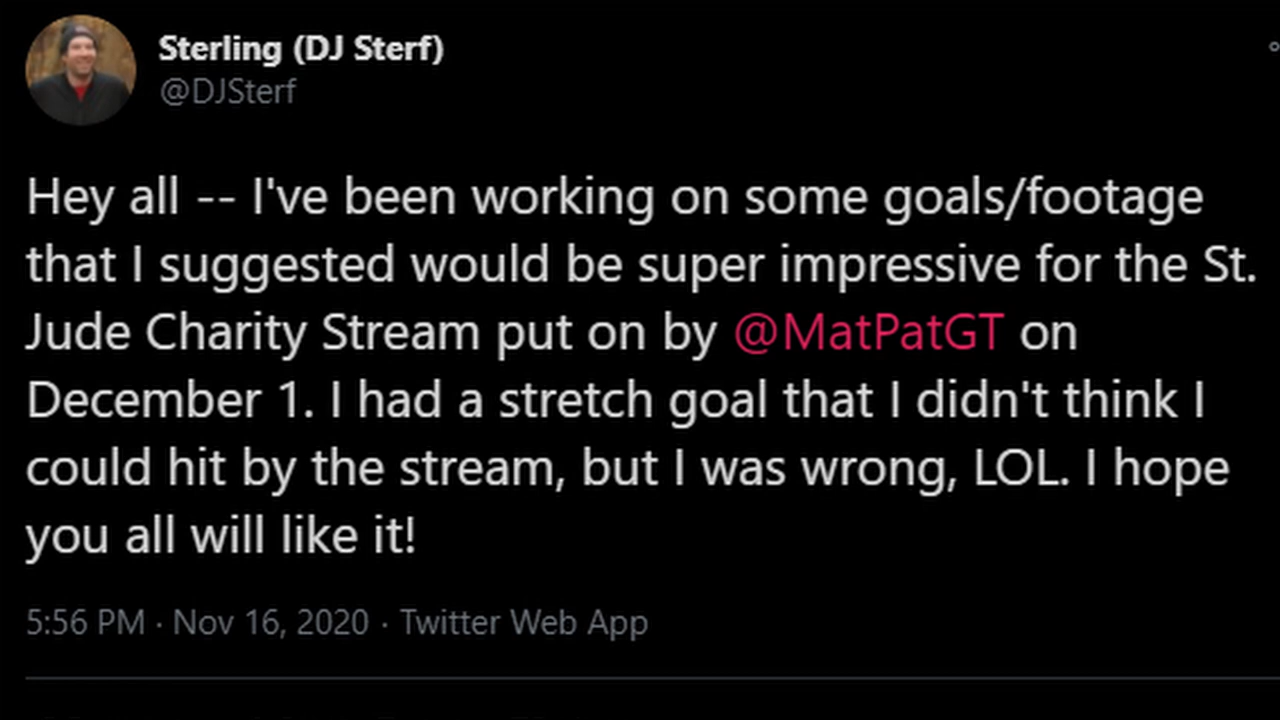 Sterling (DJ Sterf)
@DJSterf
Hey all -- I've been working on some goals/footage
that I suggested would be super impressive for the St.
Jude Charity Stream put on by @MatPatGT on
December 1. I had a stretch goal that I didn't think I
could hit by the stream, but I was wrong, LOL. I hope
you all will like it!
5:56 PM · Nov 16, 2020 · Twitter Web App